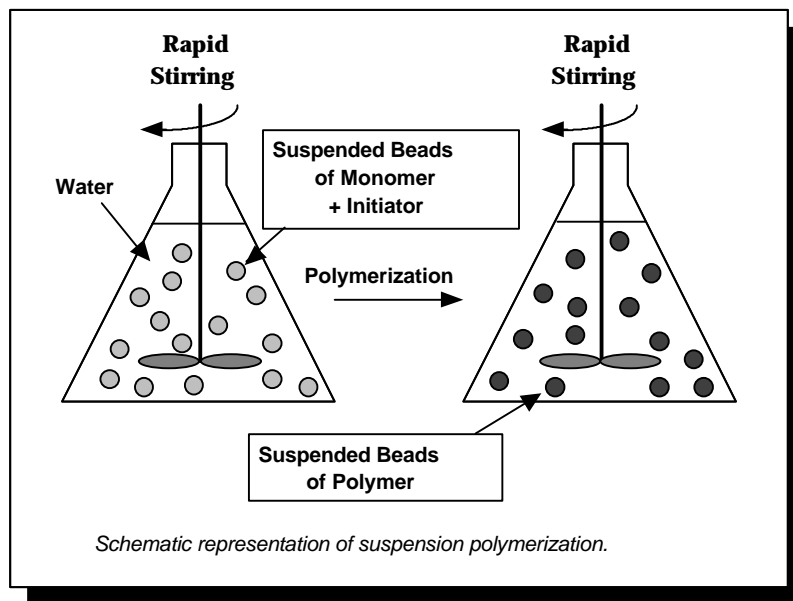 Rapid
Stirring
Rapid
Stirring
Suspended Beads
of Monomer
+ Initiator
Water
Polymerization
Suspended Beads
of Polymer
Schematic representation of suspension polymerization.